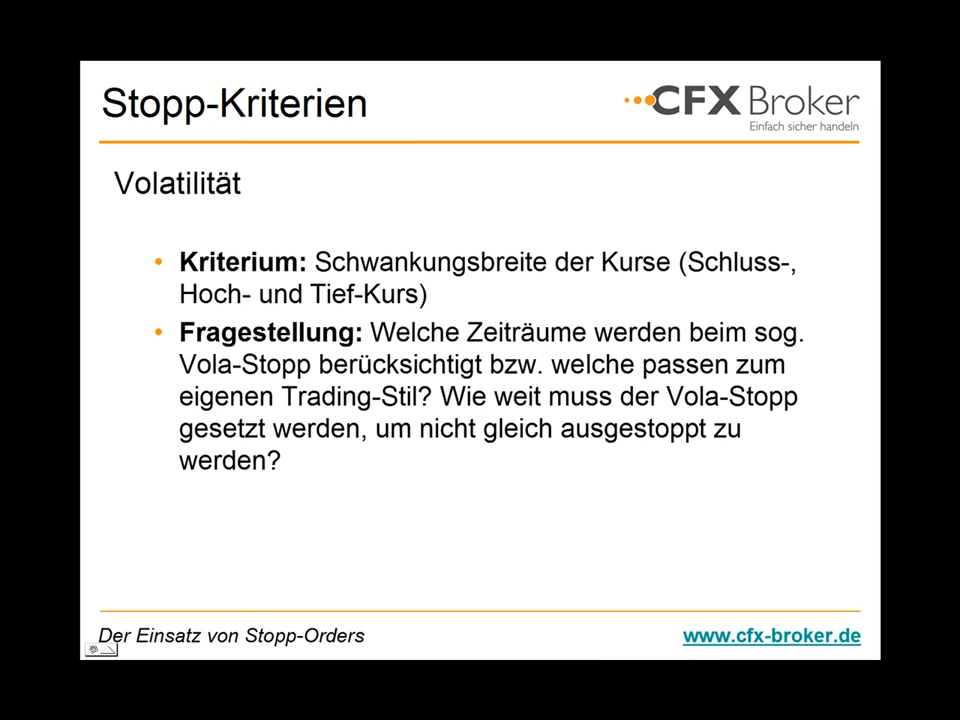 Stopp-Kriterien
CFX Broker
Einfach sicher handeln
Volatilität
• Kriterium: Schwankungsbreite der Kurse (Schluss-,
Hoch- und Tief-Kurs)
• Fragestellung: Welche Zeiträume werden beim sog.
Vola-Stopp berücksichtigt bzw. welche passen zum
eigenen Trading-Stil? Wie weit muss der Vola-Stopp
gesetzt werden, um nicht gleich ausgestoppt zu
werden?
Der Einsatz von Stopp-Orders
www.cfx-broker.de